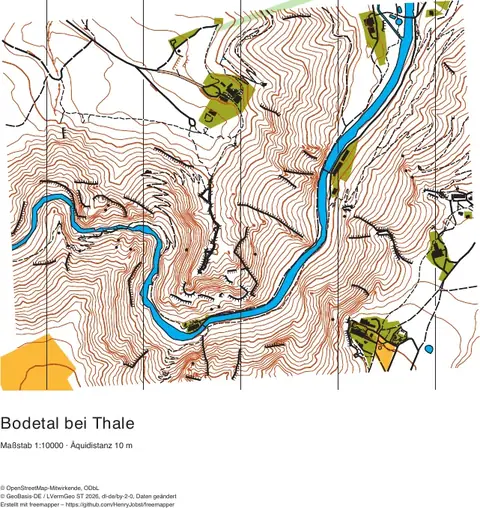 Bodetal bei Thale
Maßstab 1:10000 · Äquidistanz 10 m
© OpenStreetMap-Mitwirkende, ODbL
© GeoBasis-DE / LVermGeo ST 2026, dl-de/by-2-0, Daten geändert
Erstellt mit freemapper – https://github.com/HenryJobst/freemapper